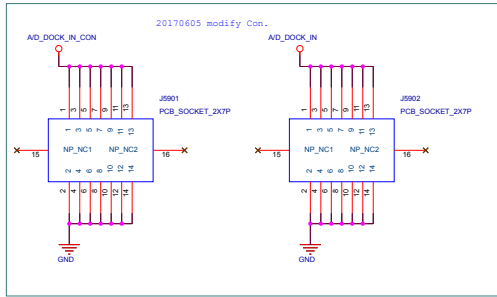 20170605 modify Con.
A/D_DOCK_IN_CON
A/D_DOCK_IN
J5901
PCB_SOCKET_2X7P
J5902
PCB_SOCKET_2X7P
1 3 5 7 9 11 13
1 3 5 7 9 11 13
1 3 5 7 9 11 13
1 3 5 7 9 11 13
15 NP_NC1 NP_NC2 16
15 NP_NC1 NP_NC2 16
2 4 6 8 10 12 14
2 4 6 8 10 12 14
2 4 6 8 10 12 14
2 4 6 8 10 12 14
GND
GND